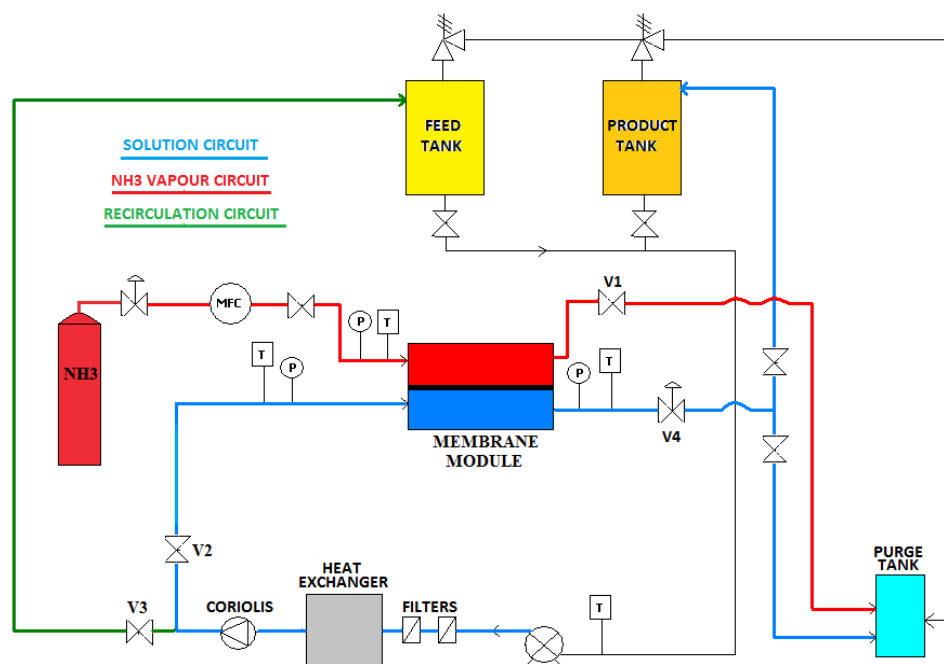 FEED
TANK
PRODUCT
TANK
SOLUTION CIRCUIT
NH3 VAPOUR CIRCUIT
RECIRCULATION CIRCUIT
V1
MFC
P
T
T
P
NH3
P
T
V4
MEMBRANE
MODULE
V2
PURGE
TANK
HEAT
EXCHANGER
V3
CORIOLIS
FILTERS
T